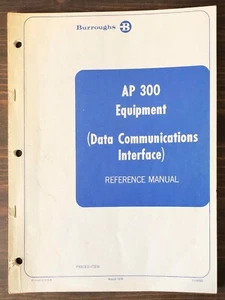 Burroughs B
AP 300
Equipment
(Data Communications
Interface)
REFERENCE MANUAL